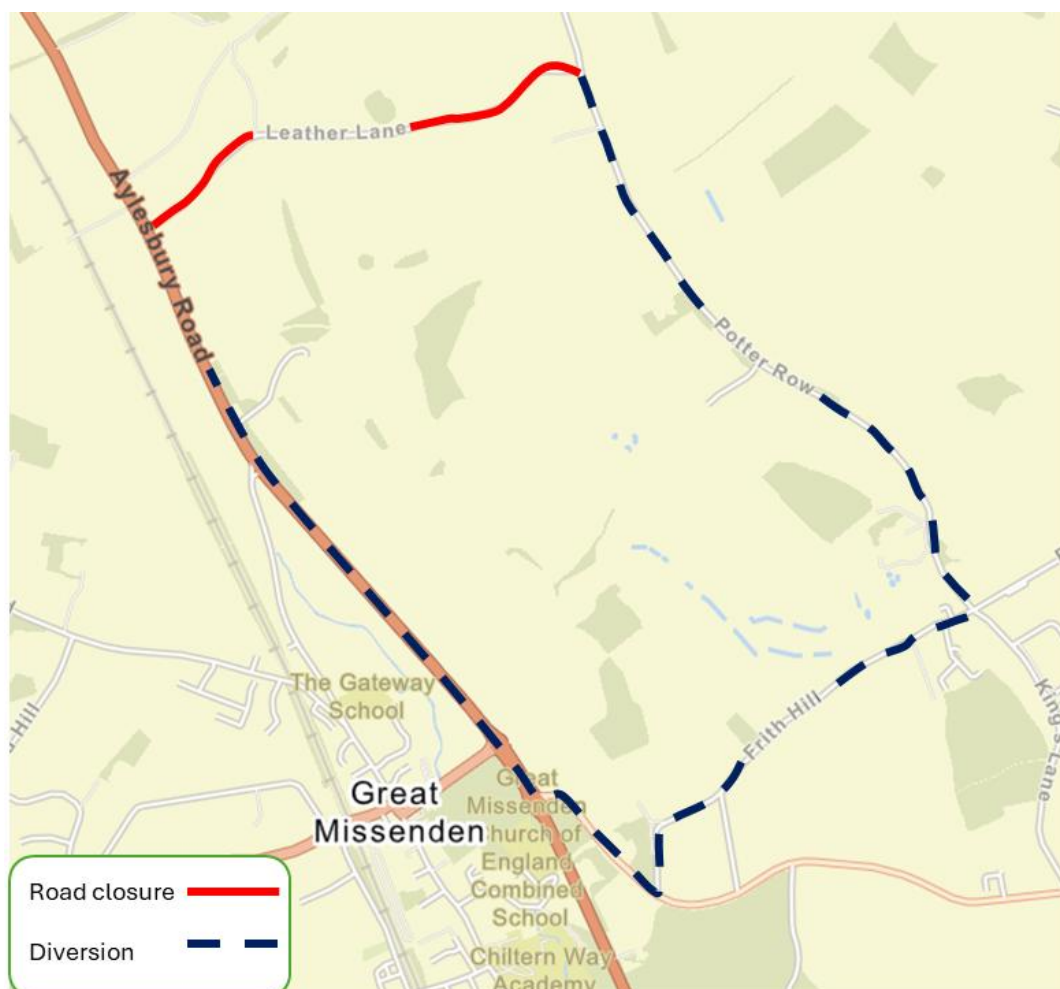 Leather Lane
Aylesbury Road
Potter Row
The Gateway
School
Frith Hill
King's Lane
Hill
Great
Missenden
Great
Missenden
Church of
England
Combined
School
Chiltern Way
Academy
Road closure
Diversion